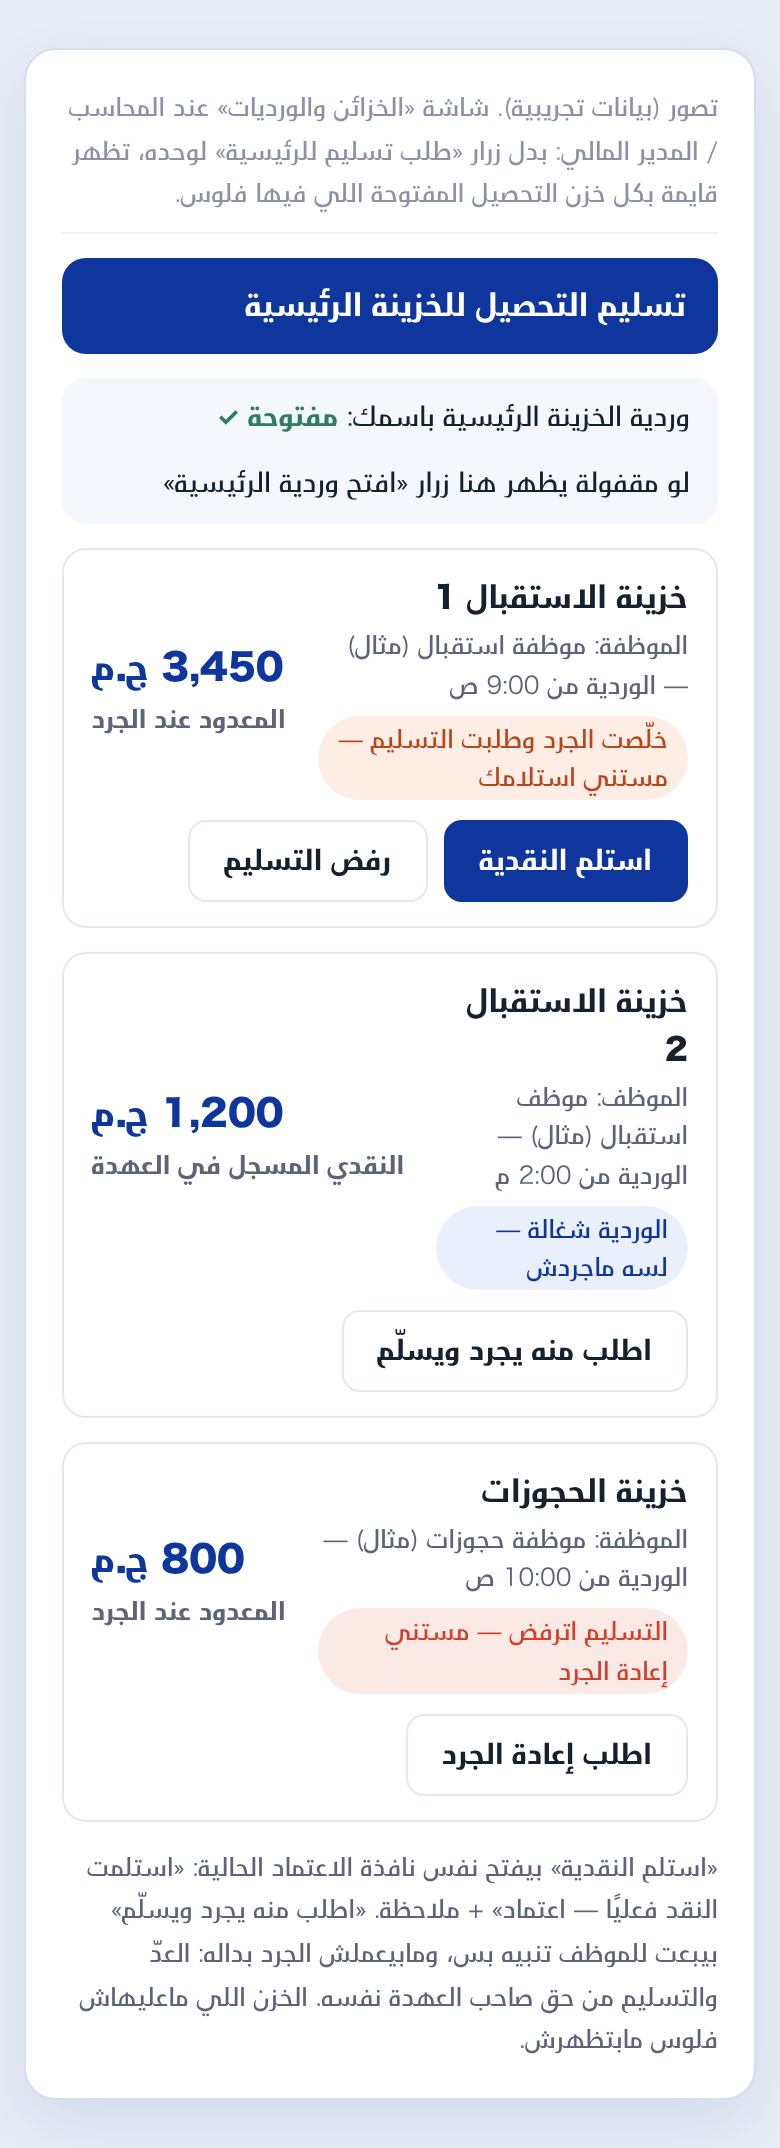 تصور (بيانات تجريبية). شاشة «الخزائن والورديات» عند المحاسب
/ المدير المالي: بدل زرار «طلب تسليم للرئيسية» لوحده، تظهر
قايمة بكل خزن التحصيل المفتوحة اللي فيها فلوس.
تسليم التحصيل للخزينة الرئيسية
وردية الخزينة الرئيسية باسمك: مفتوحة ✓
لو مقفولة يظهر هنا زرار «افتح وردية الرئيسية»
خزينة الاستقبال 1
الموظفة: موظفة استقبال (مثال)
— الوردية من 9:00 ص
خلّصت الجرد وطلبت التسليم —
مستني استلامك
3,450 ج.م
المعدود عند الجرد
استلم النقدية
رفض التسليم
خزينة الاستقبال
2
الموظف: موظف
استقبال (مثال) —
الوردية من 2:00 م
الوردية شغالة —
لسه ماجردش
1,200 ج.م
النقدي المسجل في العهدة
اطلب منه يجرد ويسلّم
خزينة الحجوزات
الموظفة: موظفة حجوزات (مثال) —
الوردية من 10:00 ص
التسليم اترفض — مستني
إعادة الجرد
800 ج.م
المعدود عند الجرد
اطلب إعادة الجرد
«استلم النقدية» بيفتح نفس نافذة الاعتماد الحالية: «استلمت
النقد فعليًا — اعتماد» + ملاحظة. «اطلب منه يجرد ويسلّم»
بيبعت للموظف تنبيه بس، ومابيعملش الجرد بداله: العدّ
والتسليم من حق صاحب العهدة نفسه. الخزن اللي ماعليهاش
فلوس مابتظهرش.